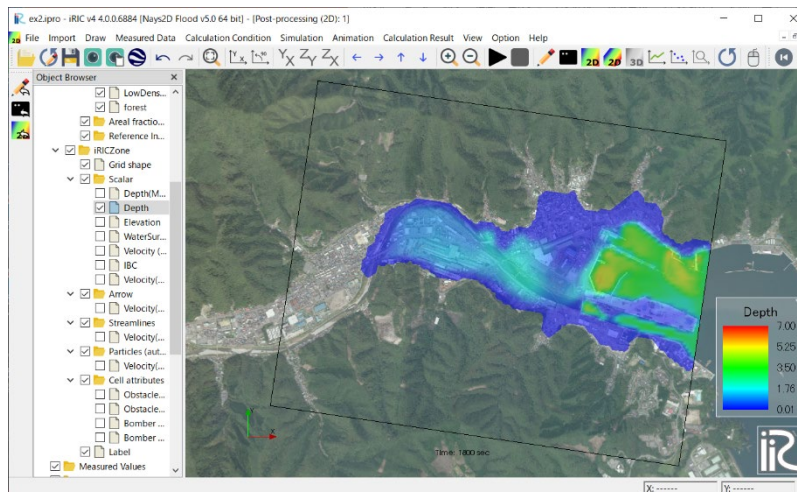 ex2.ipro - iRIC v4 4.0.0.6884 [Nays2D Flood v5.0 64 bit] - [Post-processing (2D): 1]
File Import Draw Measured Data Calculation Condition Simulation Animation Calculation Result View Option Help
Object Browser
LowDens...
forest
Areal fractio...
Reference In...
iRICZone
Grid shape
Scalar
Depth(M...
Depth
Elevation
WaterSur...
Velocity (...
IBC
Velocity(...
Arrow
Velocity(...
Streamlines
Velocity(...
Particles (aut...
Velocity(...
Cell attributes
Obstacle...
Obstacle...
Bomber ...
Bomber ...
Label
Measured Values
Depth
7.00
5.25
3.50
1.76
0.01
Y
X
Time: 1800 sec
iRIC
X: ------
Y: ------